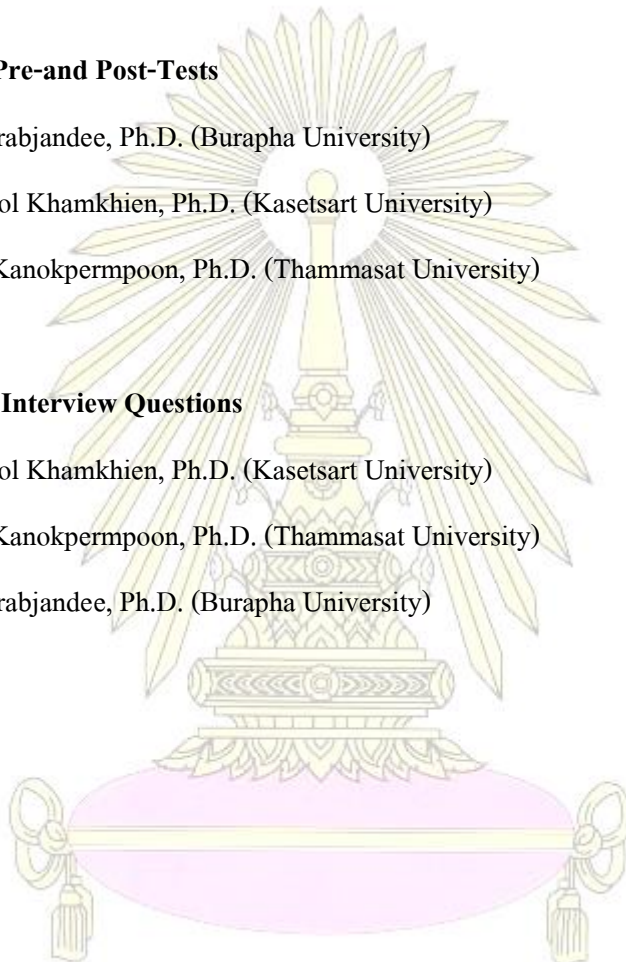 Pre-and Post-Tests
rabjandee, Ph.D. (Burapha University)
ol Khamkhien, Ph.D. (Kasetsart University)
Kanokpermpoon, Ph.D. (Thammasat University)
Interview Questions
ol Khamkhien, Ph.D. (Kasetsart University)
Kanokpermpoon, Ph.D. (Thammasat University)
rabjandee, Ph.D. (Burapha University)